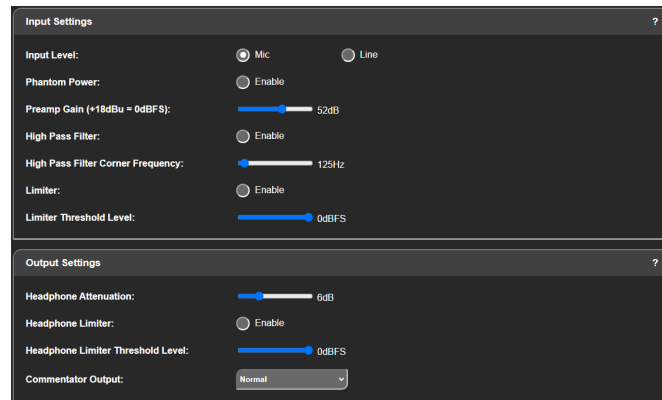 Input Settings ?
Input Level: Mic Line
Phantom Power: Enable
Preamp Gain (+18dBu = 0dBFS): 52dB
High Pass Filter: Enable
High Pass Filter Corner Frequency: 125Hz
Limiter: Enable
Limiter Threshold Level: 0dBFS
Output Settings ?
Headphone Attenuation: 6dB
Headphone Limiter: Enable
Headphone Limiter Threshold Level: 0dBFS
Commentator Output: Normal